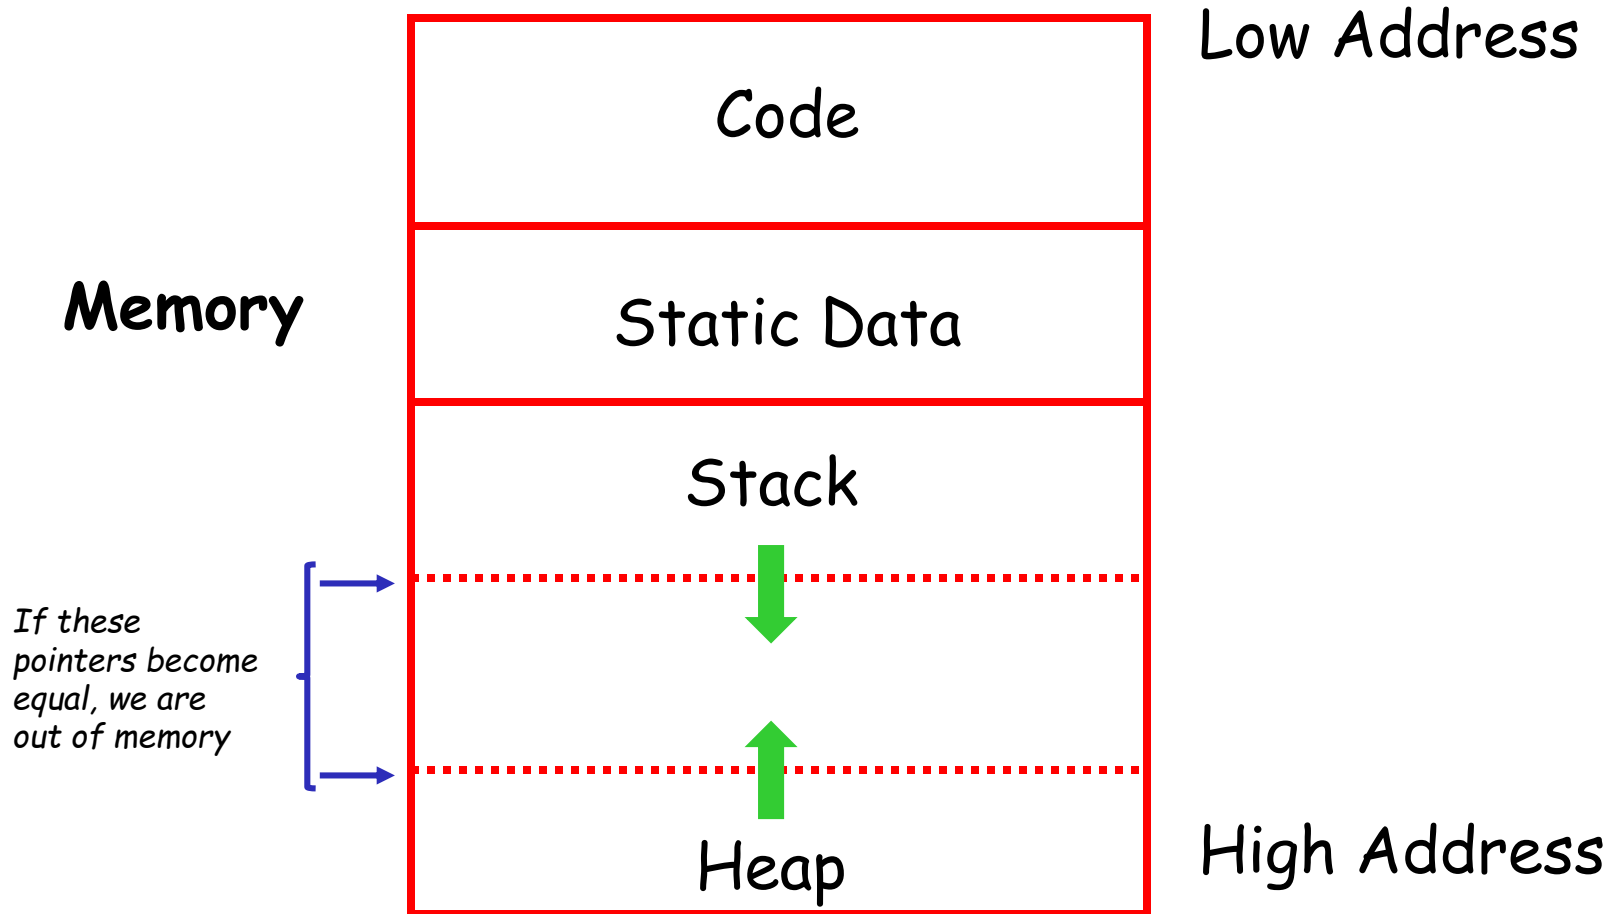 Low Address
Code
Memory
Static Data
Stack
If these
pointers become
equal, we are
out of memory
High Address
Heap